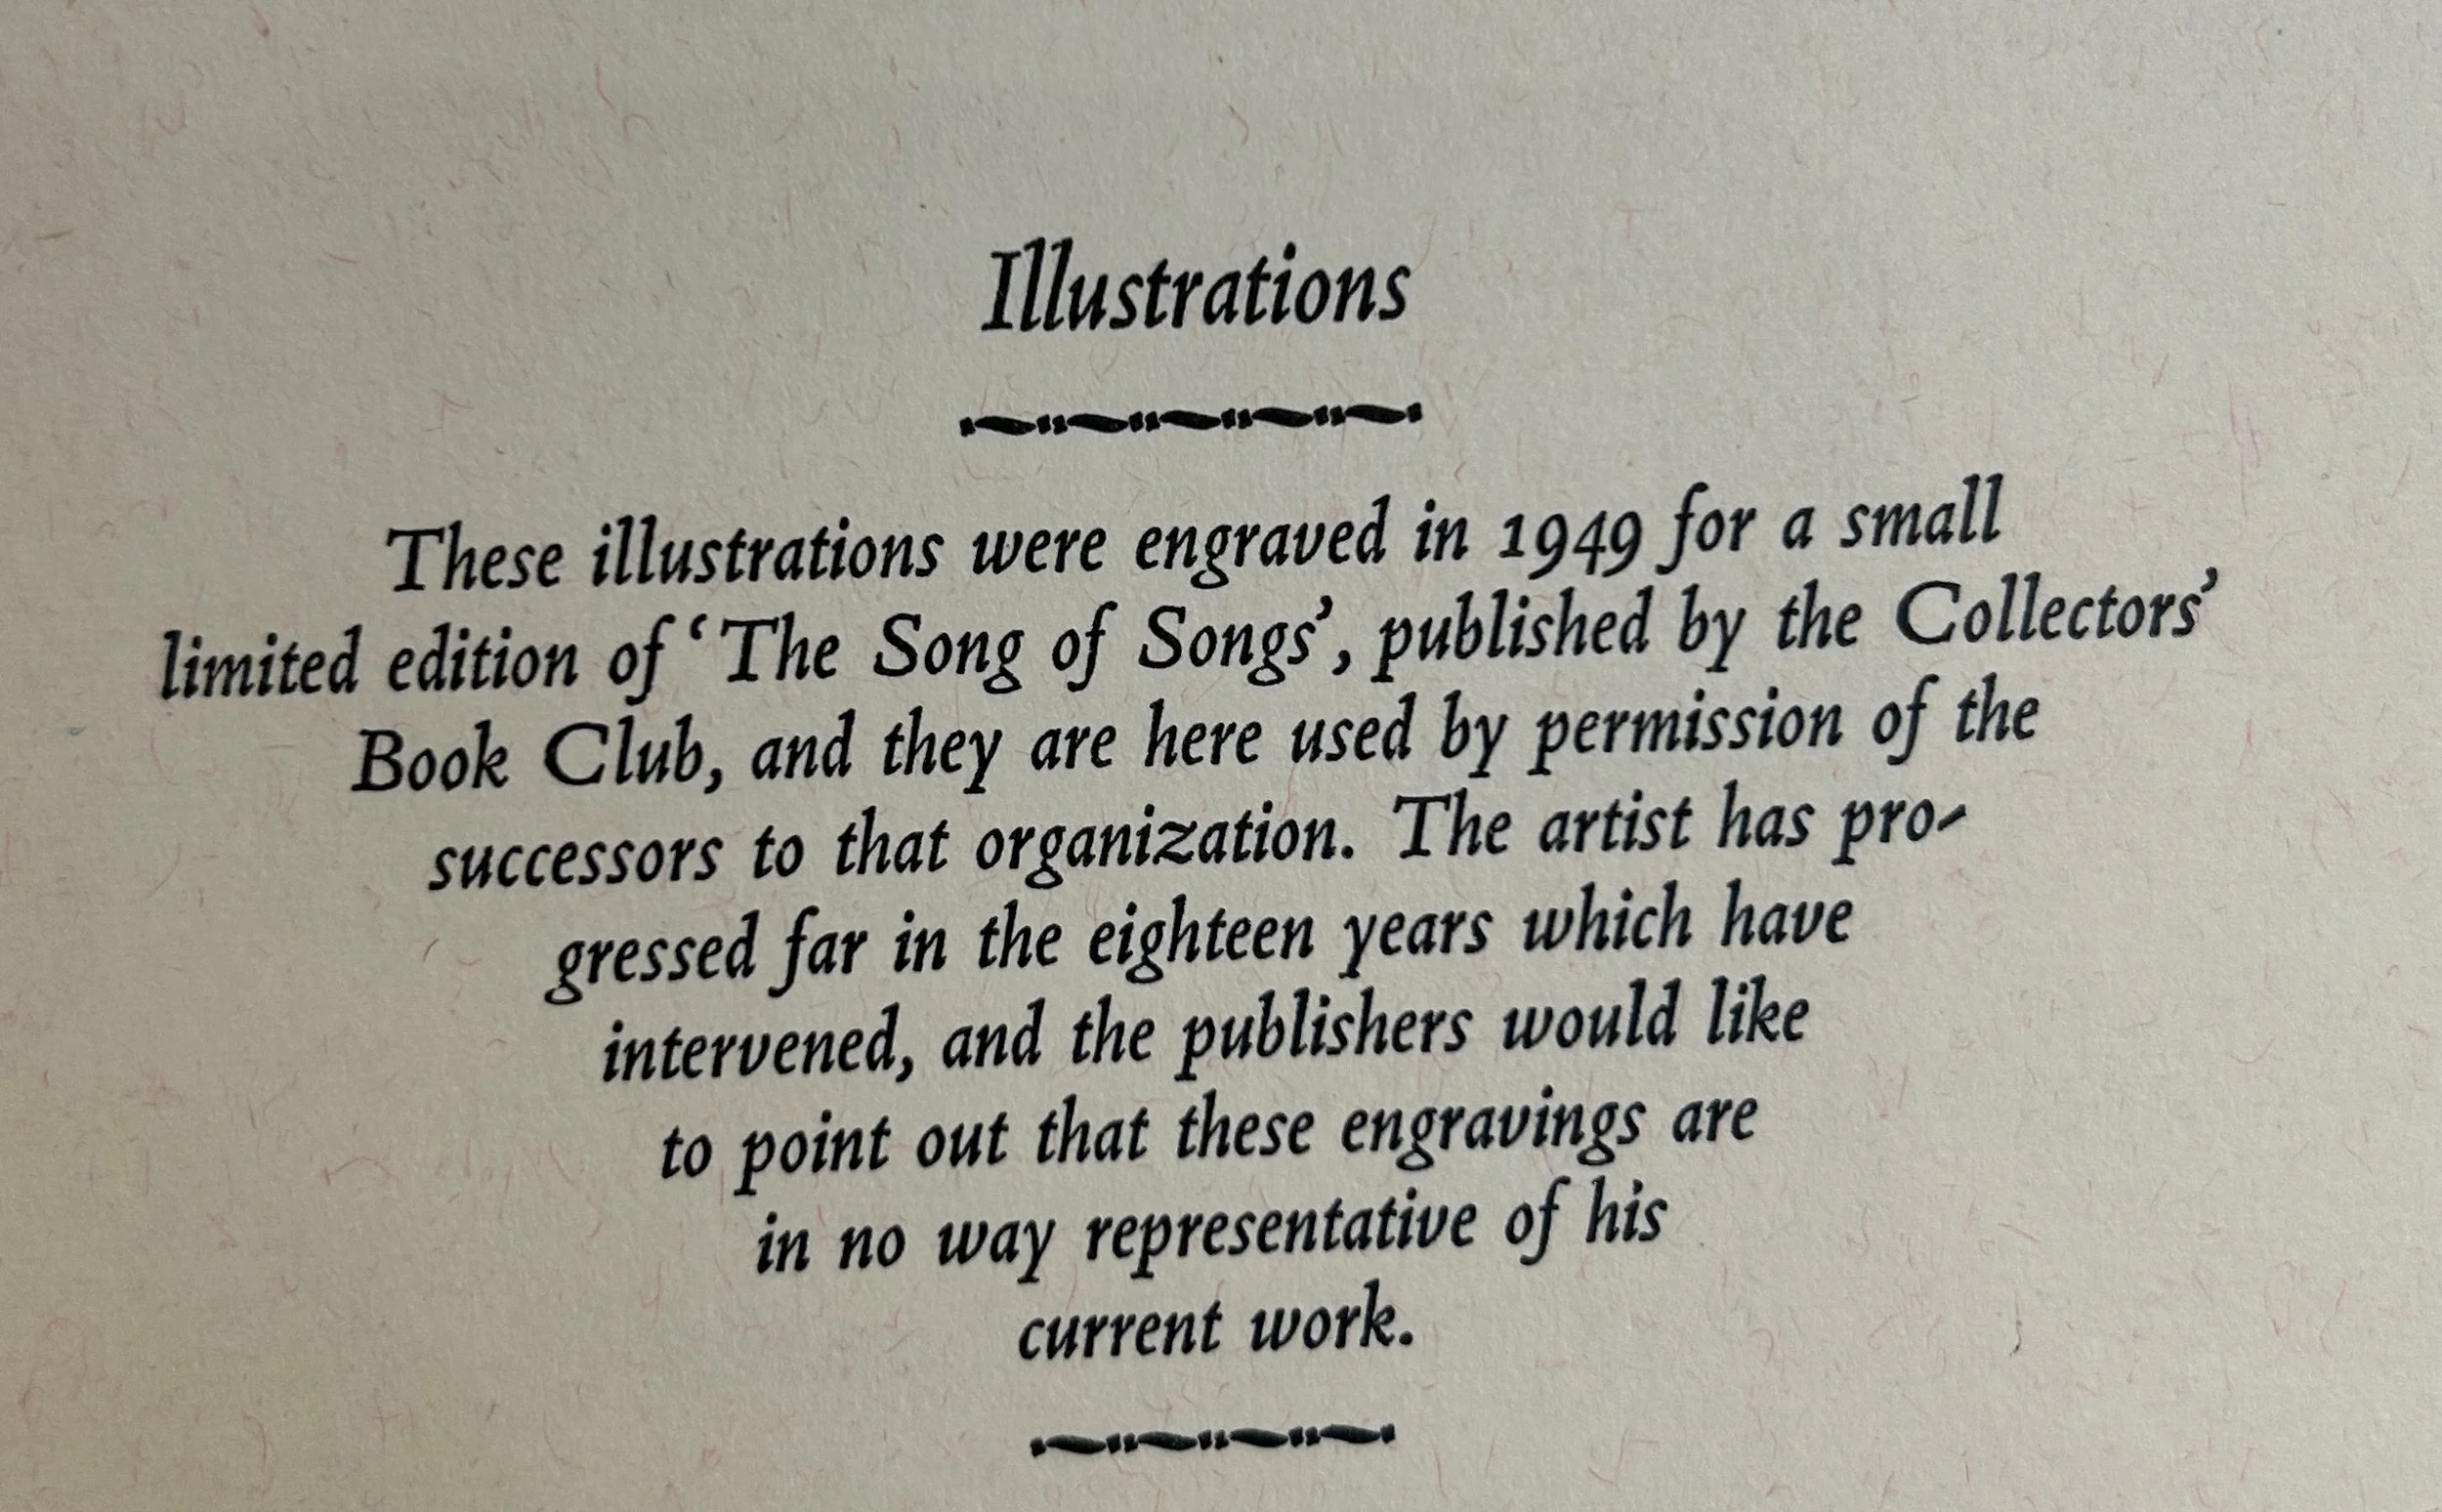 Illustrations
These illustrations were engraved in 1949 for a small
limited edition of ‘The Song of Songs’, published by the Collectors’
Book Club, and they are here used by permission of the
successors to that organization. The artist has pro-
gressed far in the eighteen years which have
intervened, and the publishers would like
to point out that these engravings are
in no way representative of his
current work.